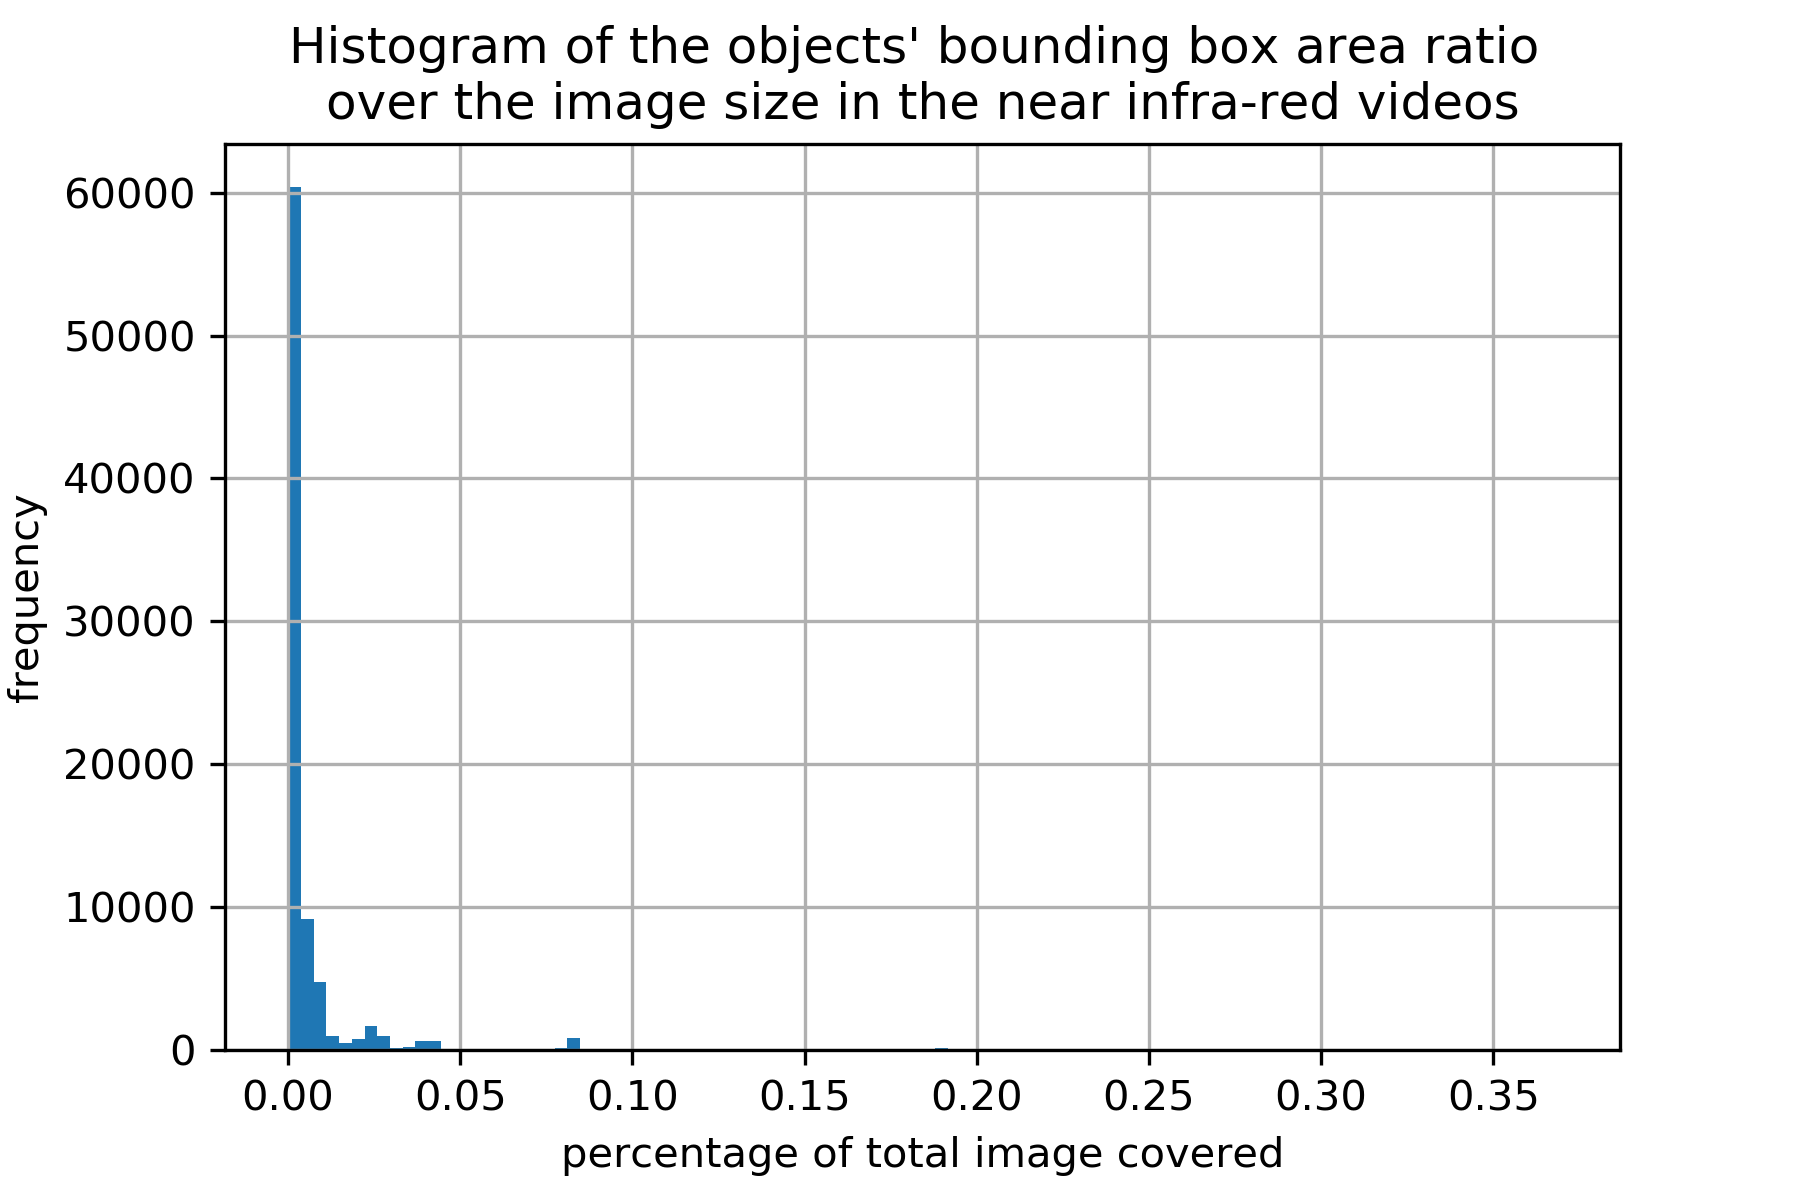 Histogram of the objects' bounding box area ratio
over the image size in the near infra-red videos
60000
50000
40000
30000
20000
10000
0
frequency
0.00 0.05 0.10 0.15 0.20 0.25 0.30 0.35
percentage of total image covered